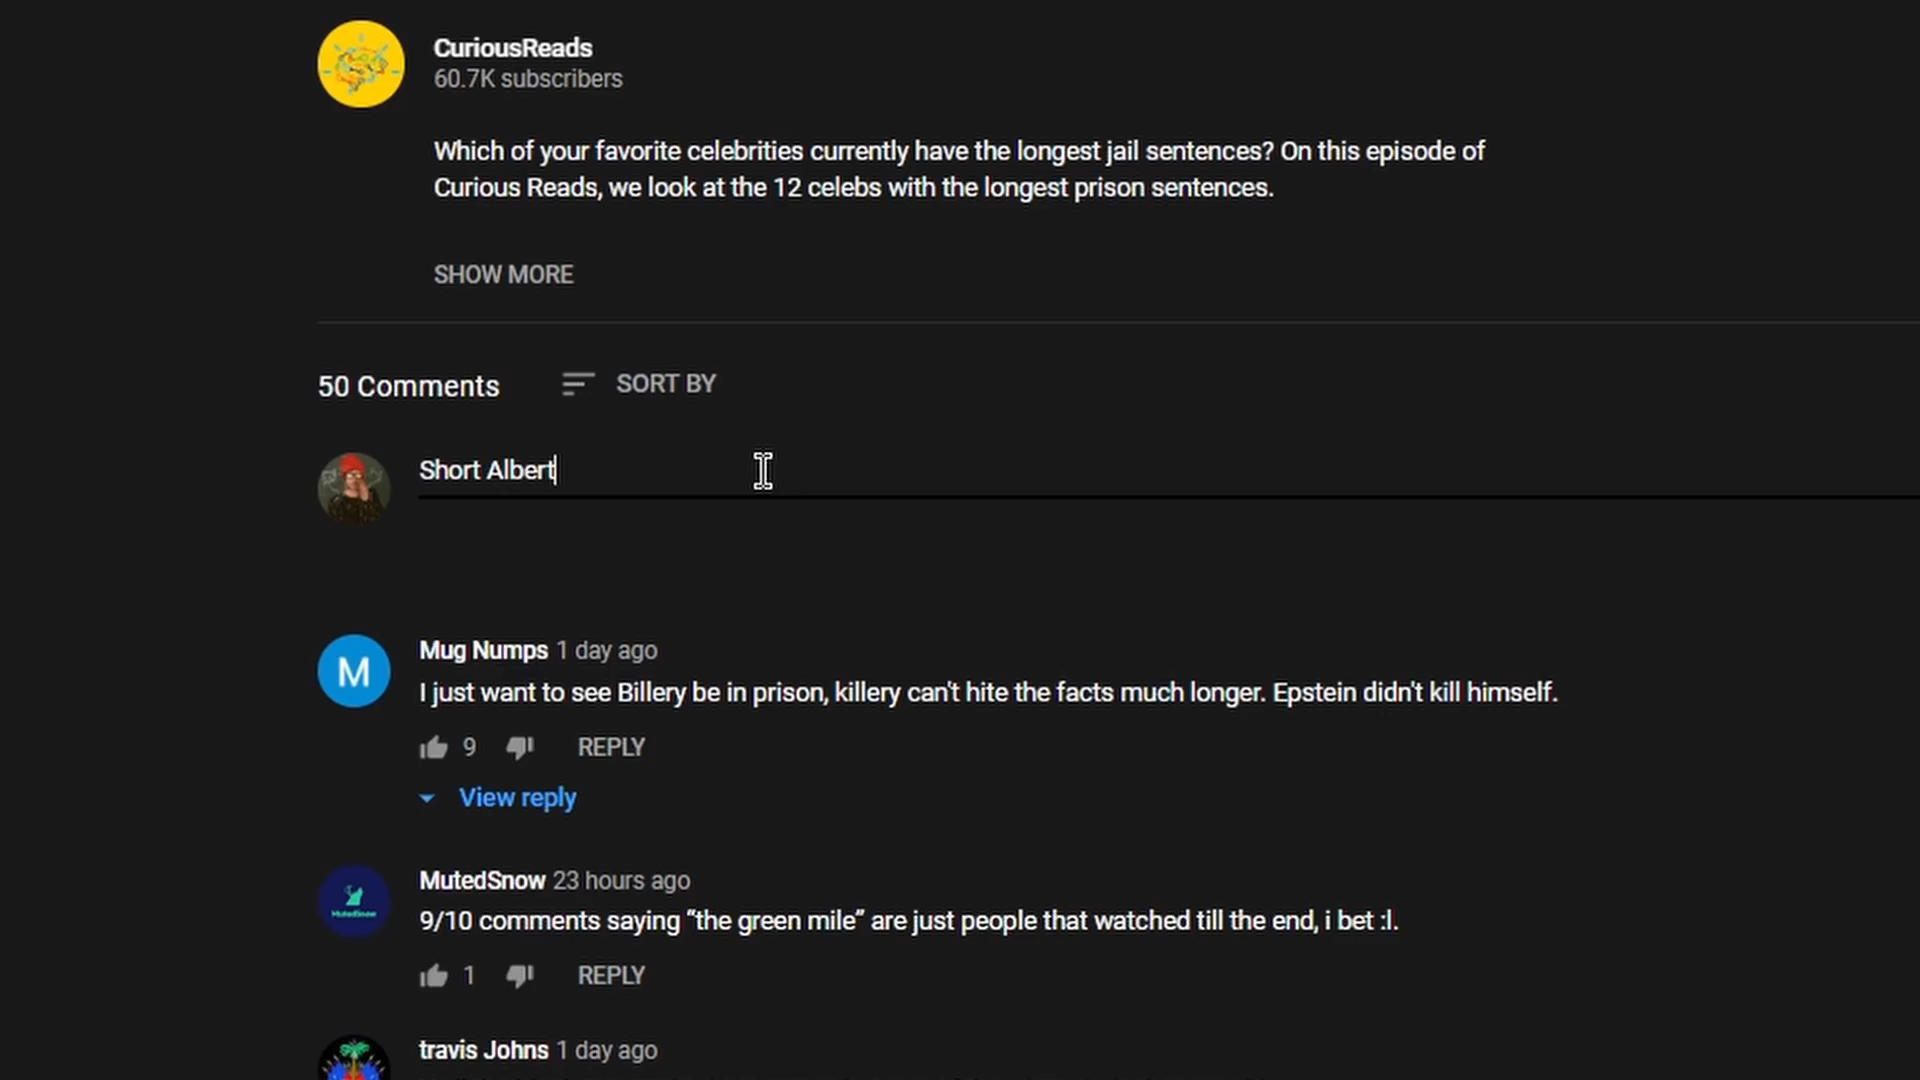 CuriousReads
60.7K subscribers
Which of your favorite celebrities currently have the longest jail sentences? On this episode of
Curious Reads, we look at the 12 celebs with the longest prison sentences.
SHOW MORE
50 Comments SORT BY
Short Albert
M
Mug Numps 1 day ago
I just want to see Billery be in prison, killery can't hite the facts much longer. Epstein didn't kill himself.
9 REPLY
View reply
MutedSnow 23 hours ago
MutedSnow
9/10 comments saying “the green mile” are just people that watched till the end, i bet :l.
1 REPLY
travis Johns 1 day ago